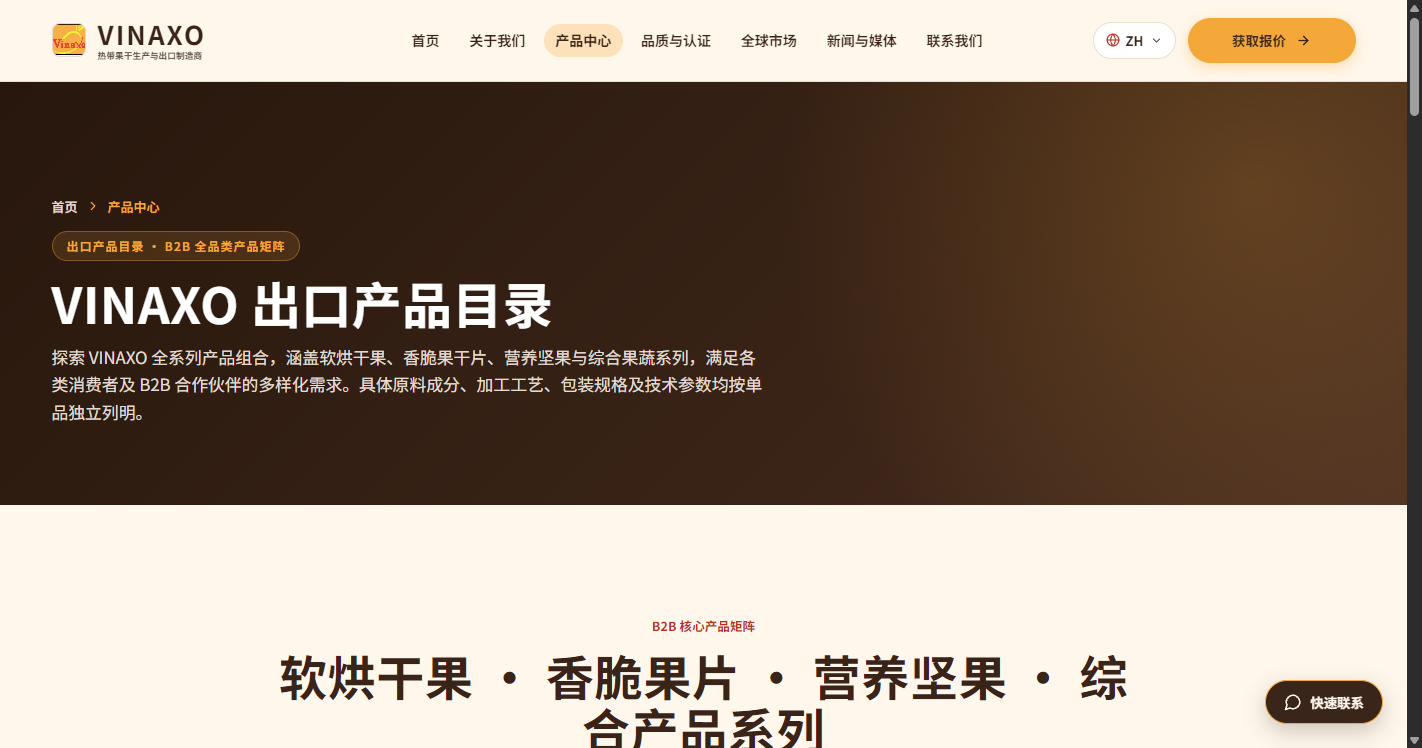 Vinaxo
VINAXO
热带果干生产与出口制造商
首页
关于我们
产品中心
品质与认证
全球市场
新闻与媒体
联系我们
ZH
获取报价
首页
产品中心
出口产品目录 • B2B 全品类产品矩阵
VINAXO 出口产品目录
探索 VINAXO 全系列产品组合，涵盖软烘干果、香脆果干片、营养坚果与综合果蔬系列，满足各
类消费者及 B2B 合作伙伴的多样化需求。具体原料成分、加工工艺、包装规格及技术参数均按单
品独立列明。
B2B 核心产品矩阵
软烘干果 • 香脆果片 • 营养坚果 • 综
合产品系列
快速联系